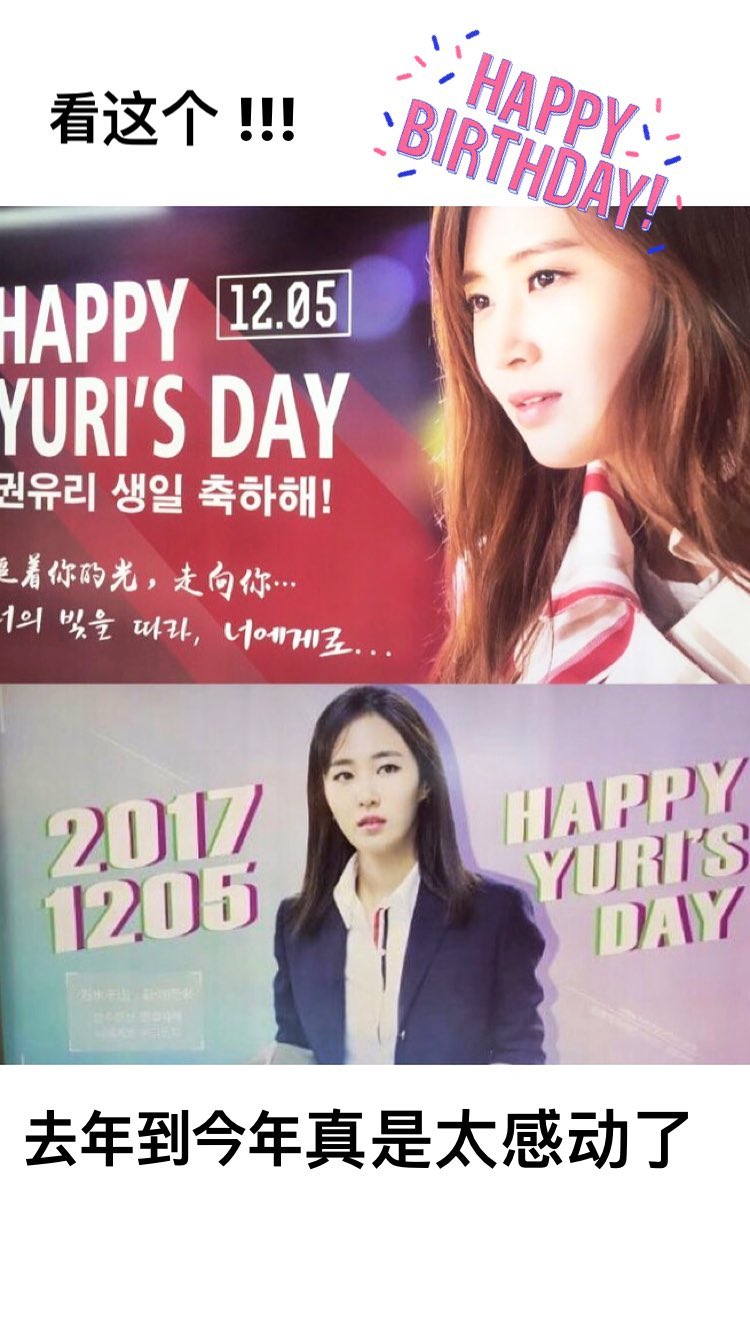 看这个 !!!
HAPPY
BIRTHDAY!
HAPPY 12.05
YURI'S DAY
권유리 생일 축하해!
着你的光，走向你…
의 빛을 따라, 너에게로...
2017
1205
HAPPY
YURI'S
DAY
去年到今年真是太感动了